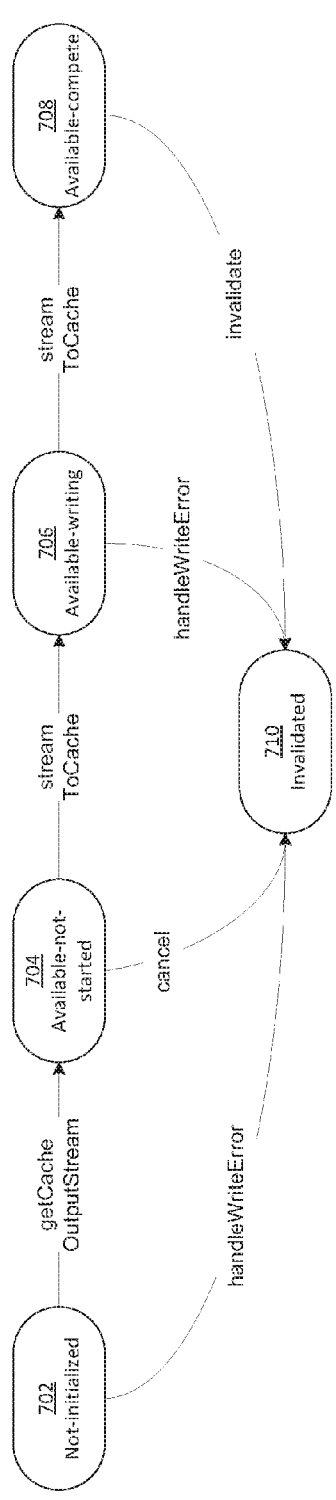 702
Not-initialized
getCache
OutputStream
704
Available-not-
started
stream
ToCache
706
Available-writing
stream
ToCache
708
Available-compete
handleWriteError
cancel
handleWriteError
invalidate
710
Invalidated